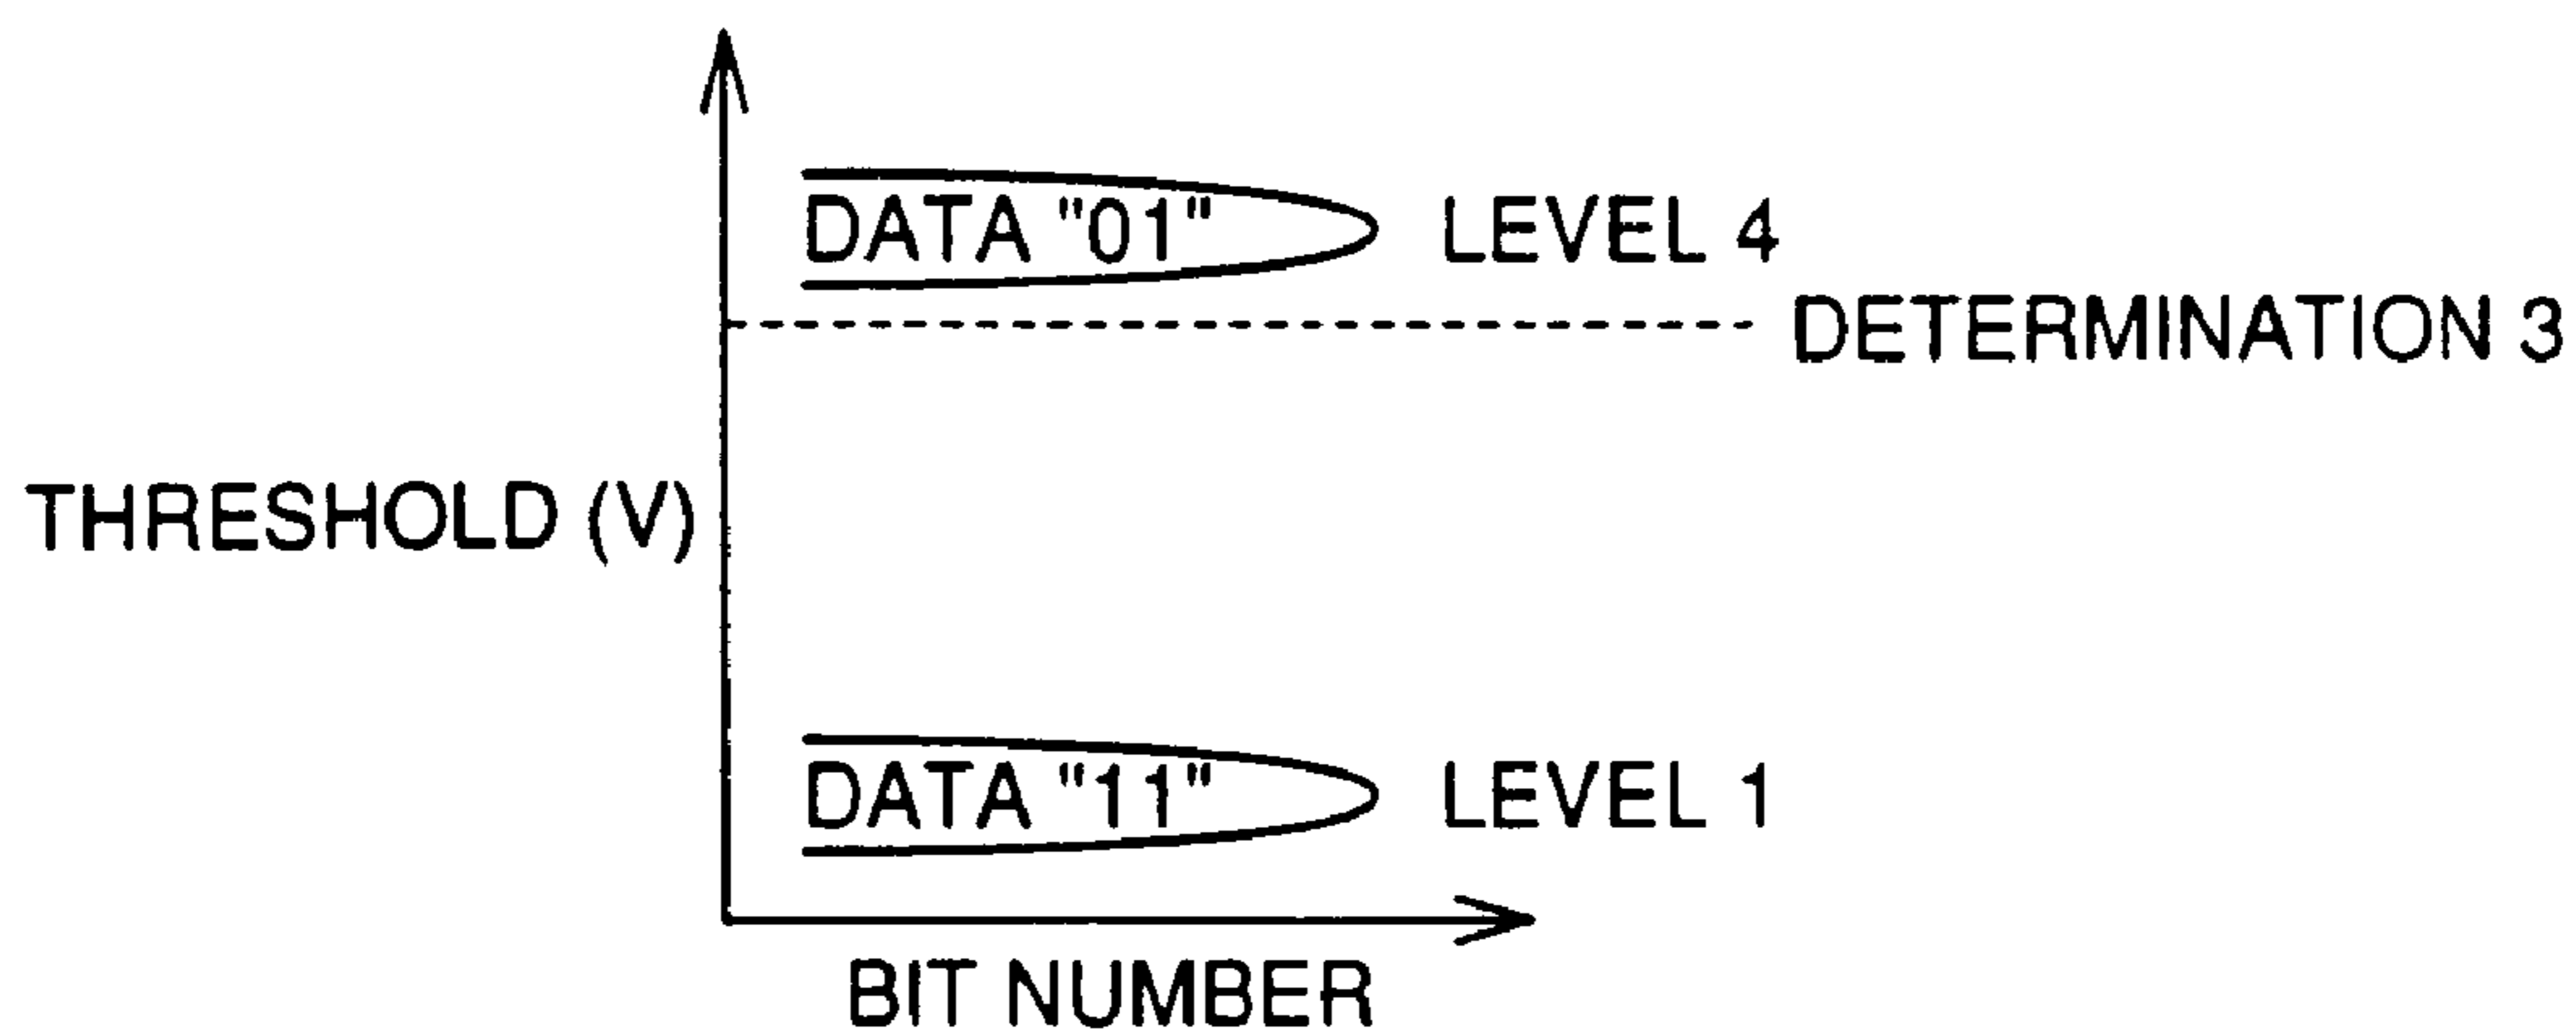 DATA "01" LEVEL 4
DETERMINATION 3
THRESHOLD (V)
DATA "11" LEVEL 1
BIT NUMBER